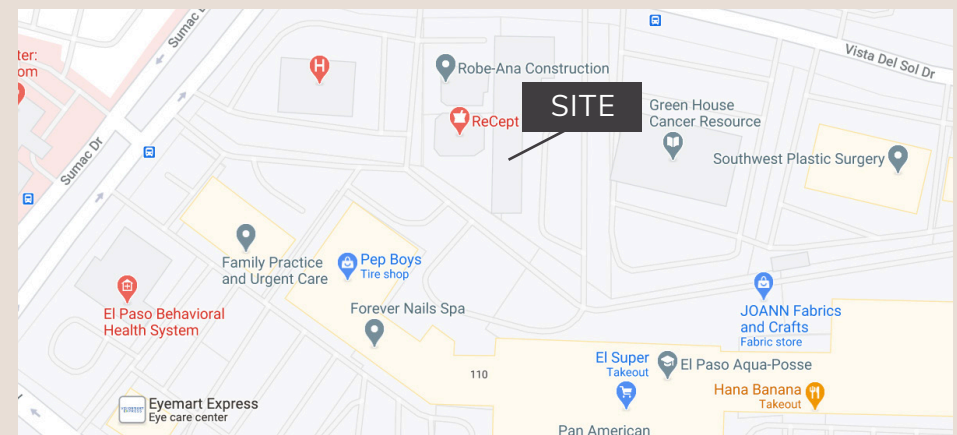 Sumac D
ter:
om
Vista Del Sol Dr
Robe-Ana Construction
SITE
Green House
Cancer Resource
ReCept
Southwest Plastic Surgery
Sumac Dr
Family Practice
and Urgent Care
Pep Boys
Tire shop
El Paso Behavioral
Health System
Forever Nails Spa
JOANN Fabrics
and Crafts
Fabric store
El Super
Takeout
El Paso Aqua-Posse
110
Hana Banana
Takeout
Eyemart Express
Eye care center
Pan American